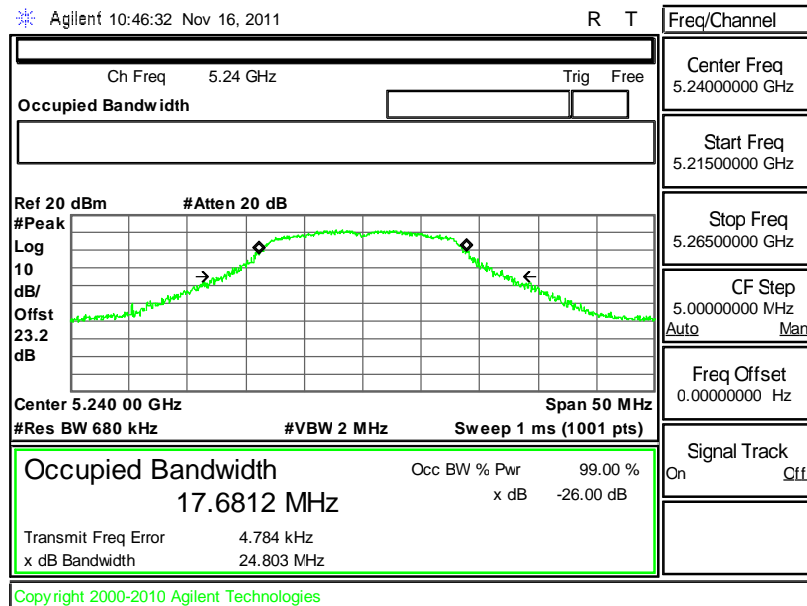 Agilent 10:46:32 Nov 16, 2011 R T
Ch Freq 5.24 GHz Trig Free
Occupied Bandwidth
Ref 20 dBm #Atten 20 dB
#Peak
Log
10
dB/
Offst
23.2
dB
Center 5.240 00 GHz Span 50 MHz
#Res BW 680 kHz #VBW 2 MHz Sweep 1 ms (1001 pts)
Occupied Bandwidth
17.6812 MHz
Occ BW % Pwr 99.00 %
x dB -26.00 dB
Transmit Freq Error 4.784 kHz
x dB Bandwidth 24.803 MHz
Copyright 2000-2010 Agilent Technologies
Freq/Channel
Center Freq
5.24000000 GHz
Start Freq
5.21500000 GHz
Stop Freq
5.26500000 GHz
CF Step
5.00000000 MHz
Auto Man
Freq Offset
0.00000000 Hz
Signal Track
On Off